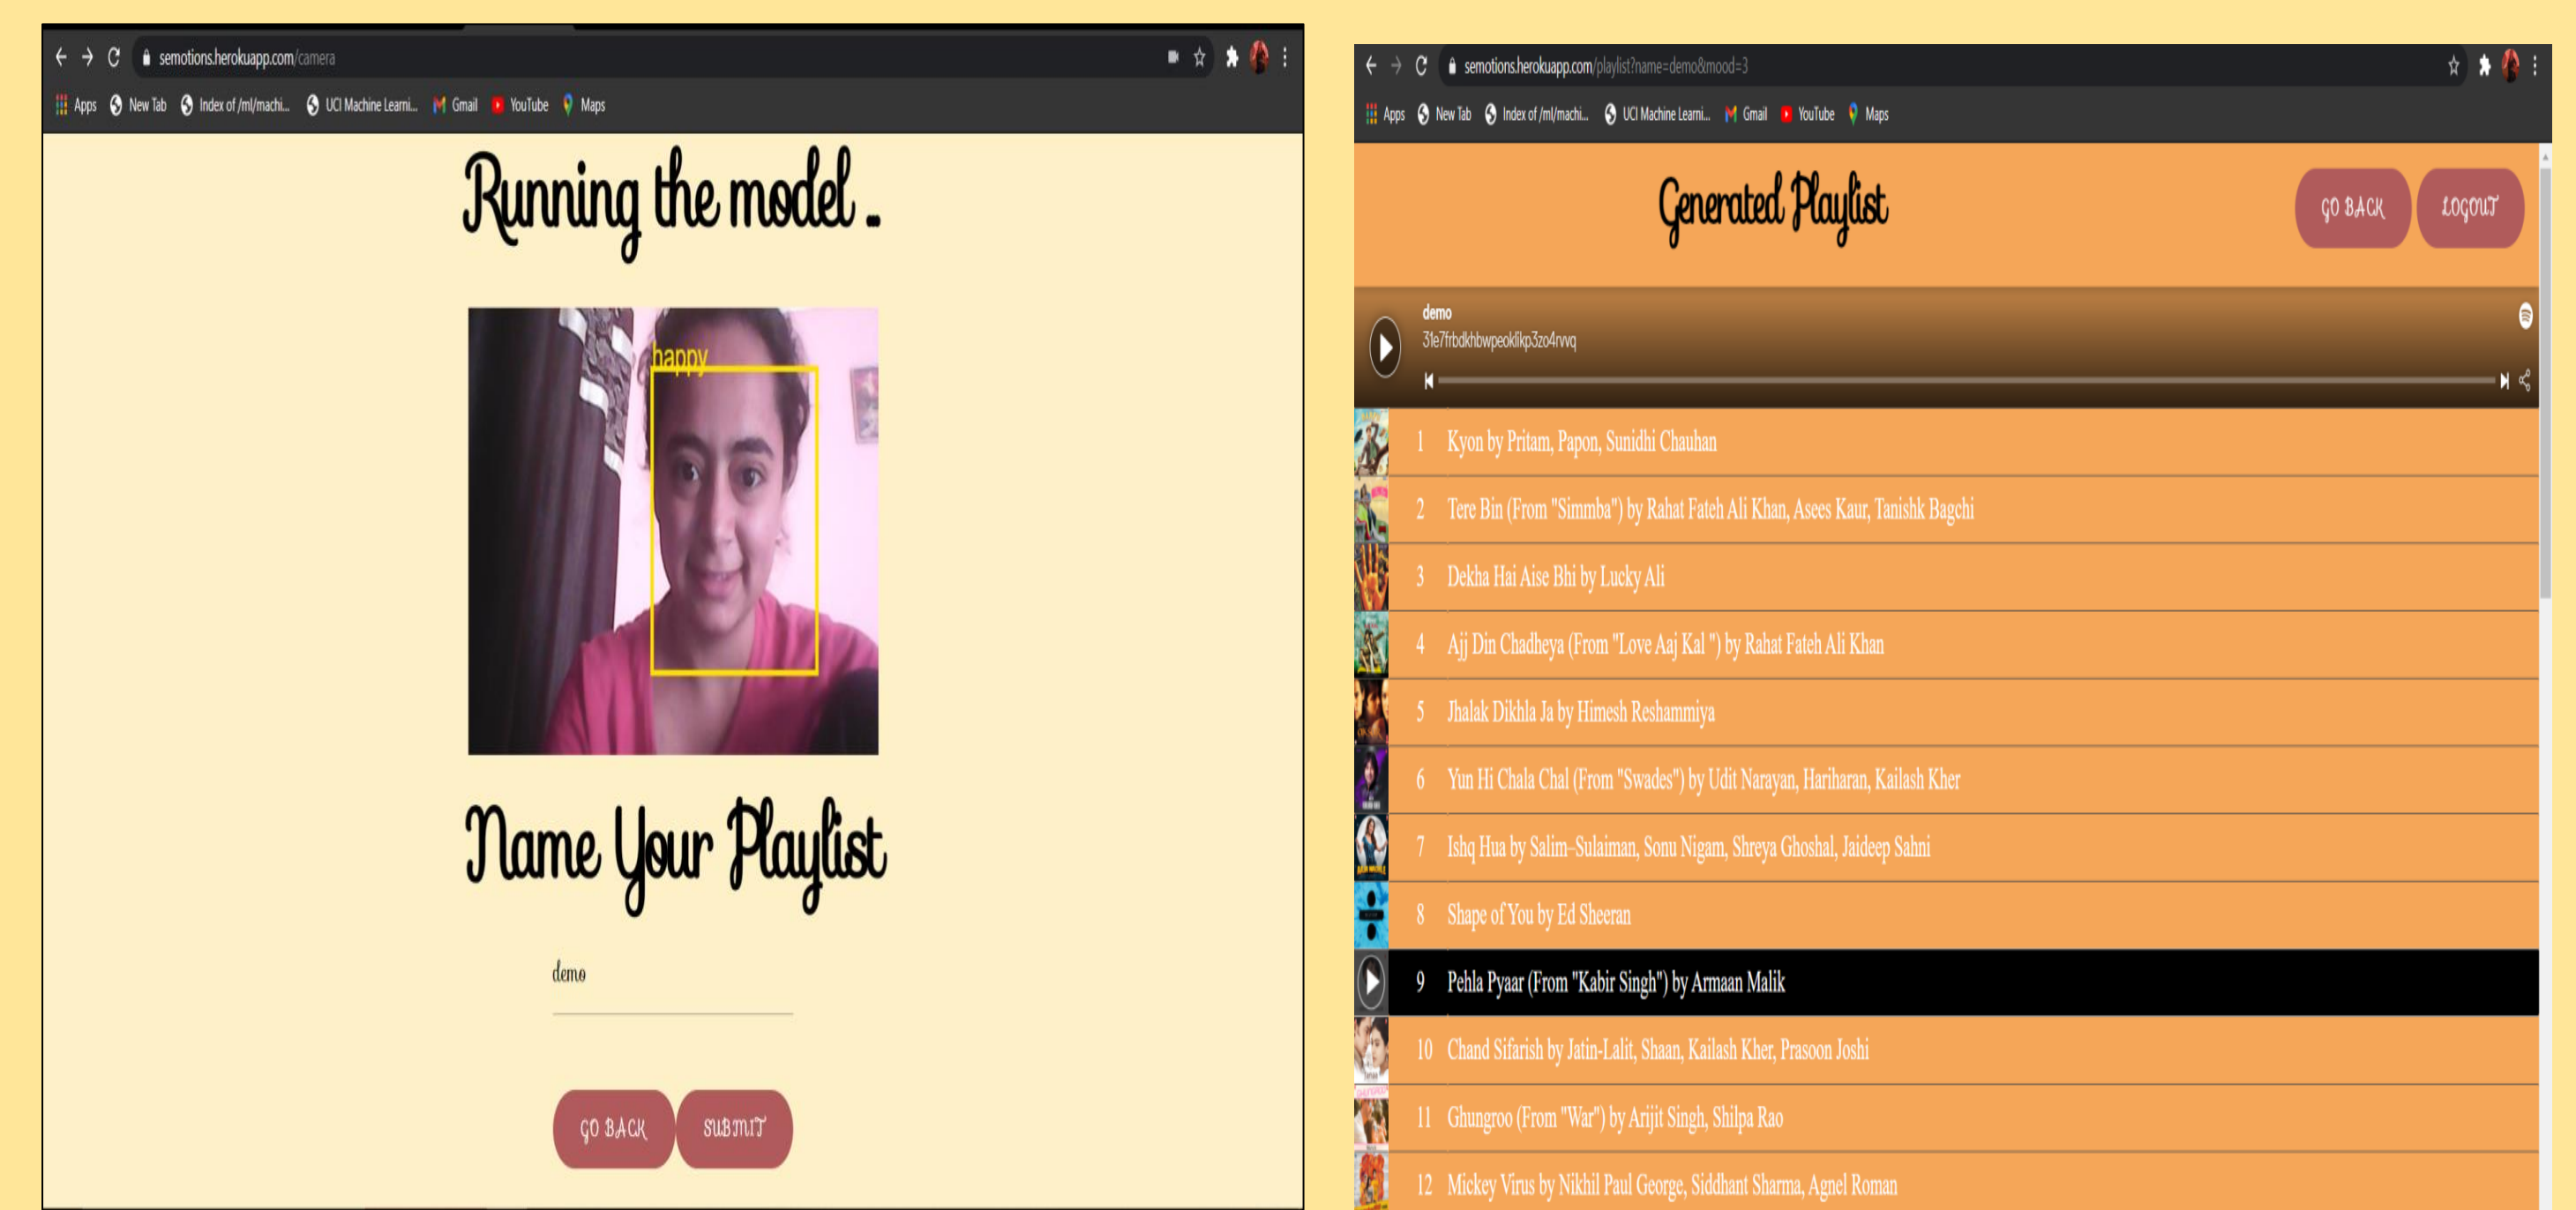 semotions.herokuapp.com/camera
Apps New Tab Index of /ml/machi... UCI Machine Learni... Gmail YouTube Maps
Running the model ...
happy
Name Your Playlist
demo
GO BACK SUBMIT
semotions.herokuapp.com/playlist?name=demo&mood=3
Apps New Tab Index of /ml/machi... UCI Machine Learni... Gmail YouTube Maps
Generated Playlist
GO BACK LOGOUT
demo
1 Kyon by Pritam, Papon, Sunidhi Chauhan
2 Tere Bin (From "Simmba") by Rahat Fateh Ali Khan, Asees Kaur, Tanishk Bagchi
3 Dekha Hai Aise Bhi by Lucky Ali
4 Ajj Din Chadheya (From "Love Aaj Kal ") by Rahat Fateh Ali Khan
5 Jhalak Dikhla Ja by Himesh Reshammiya
6 Yun Hi Chala Chal (From "Swades") by Udit Narayan, Hariharan, Kailash Kher
7 Ishq Hua by Salim–Sulaiman, Sonu Nigam, Shreya Ghoshal, Jaideep Sahni
8 Shape of You by Ed Sheeran
9 Pehla Pyaar (From "Kabir Singh") by Armaan Malik
10 Chand Sifarish by Jatin-Lalit, Shaan, Kailash Kher, Prasoon Joshi
11 Ghungroo (From "War") by Arijit Singh, Shilpa Rao
12 Mickey Virus by Nikhil Paul George, Siddhant Sharma, Agnel Roman